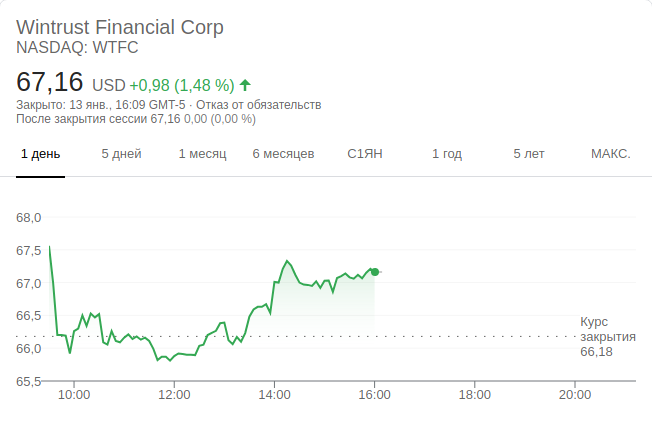 Wintrust Financial Corp
NASDAQ: WTFC
67,16 USD +0,98 (1,48 %)
Закрыто: 13 янв., 16:09 GMT-5 · Отказ от обязательств
После закрытия сессии 67,16 0,00 (0,00 %)
1 день 5 дней 1 месяц 6 месяцев С1ЯН 1 год 5 лет МАКС.
68,0
67,5
67,0
66,5
66,0
65,5
Курс
закрытия
66,18
10:00 12:00 14:00 16:00 18:00 20:00